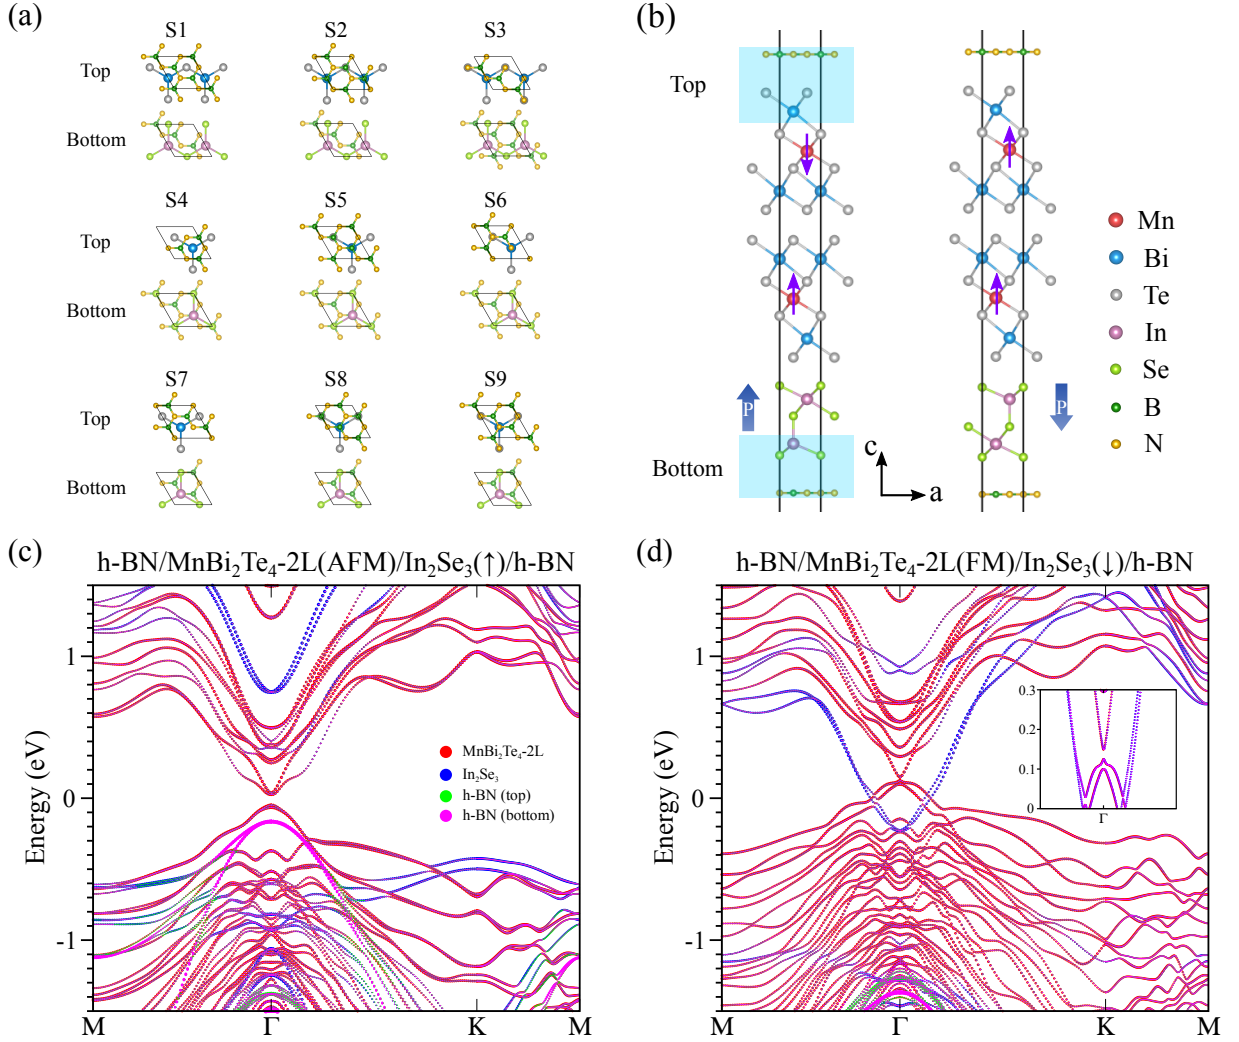 (a)
S1 S2 S3
Top
Bottom
S4 S5 S6
Top
Bottom
S7 S8 S9
Top
Bottom
(b)
Top
P P
Bottom
c
a
Mn
Bi
Te
In
Se
B
N
(c)
h-BN/MnBi₂Te₄-2L(AFM)/In₂Se₃(↑)/h-BN
Energy (eV)
1
0
-1
MnBi₂Te₄-2L
In₂Se₃
h-BN (top)
h-BN (bottom)
M Γ K M
(d)
h-BN/MnBi₂Te₄-2L(FM)/In₂Se₃(↓)/h-BN
Energy (eV)
1
0
-1
0.3
0.2
0.1
0
Γ
M Γ K M